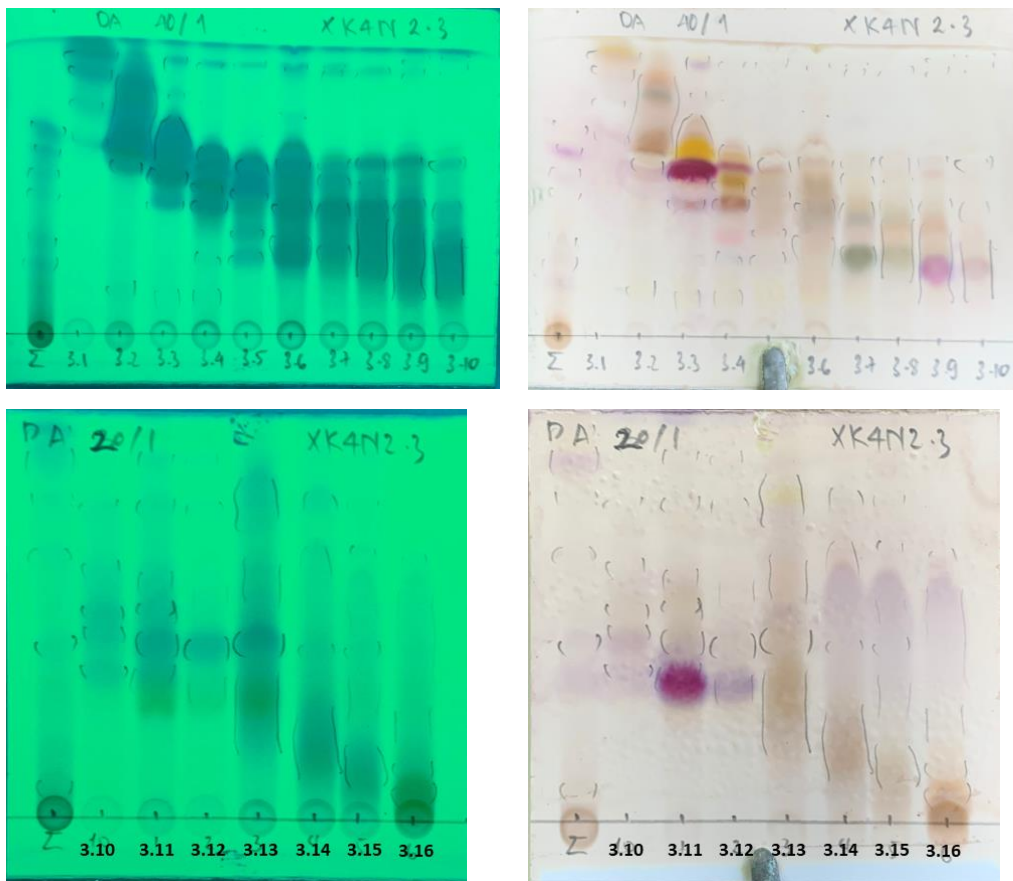 DA 10/1 XK4N2.3
Σ 3.1 3.2 3.3 3.4 3.5 3.6 3.7 3.8 3.9 3.10
DA 10/1 XK4N2.3
Σ 3.1 3.2 3.3 3.4 3.6 3.7 3.8 3.9 3.10
DA 20/1 XK4N2.3
Σ 3.10 3.11 3.12 3.13 3.14 3.15 3.16
DA 20/1 XK4N2.3
Σ 3.10 3.11 3.12 3.13 3.14 3.15 3.16